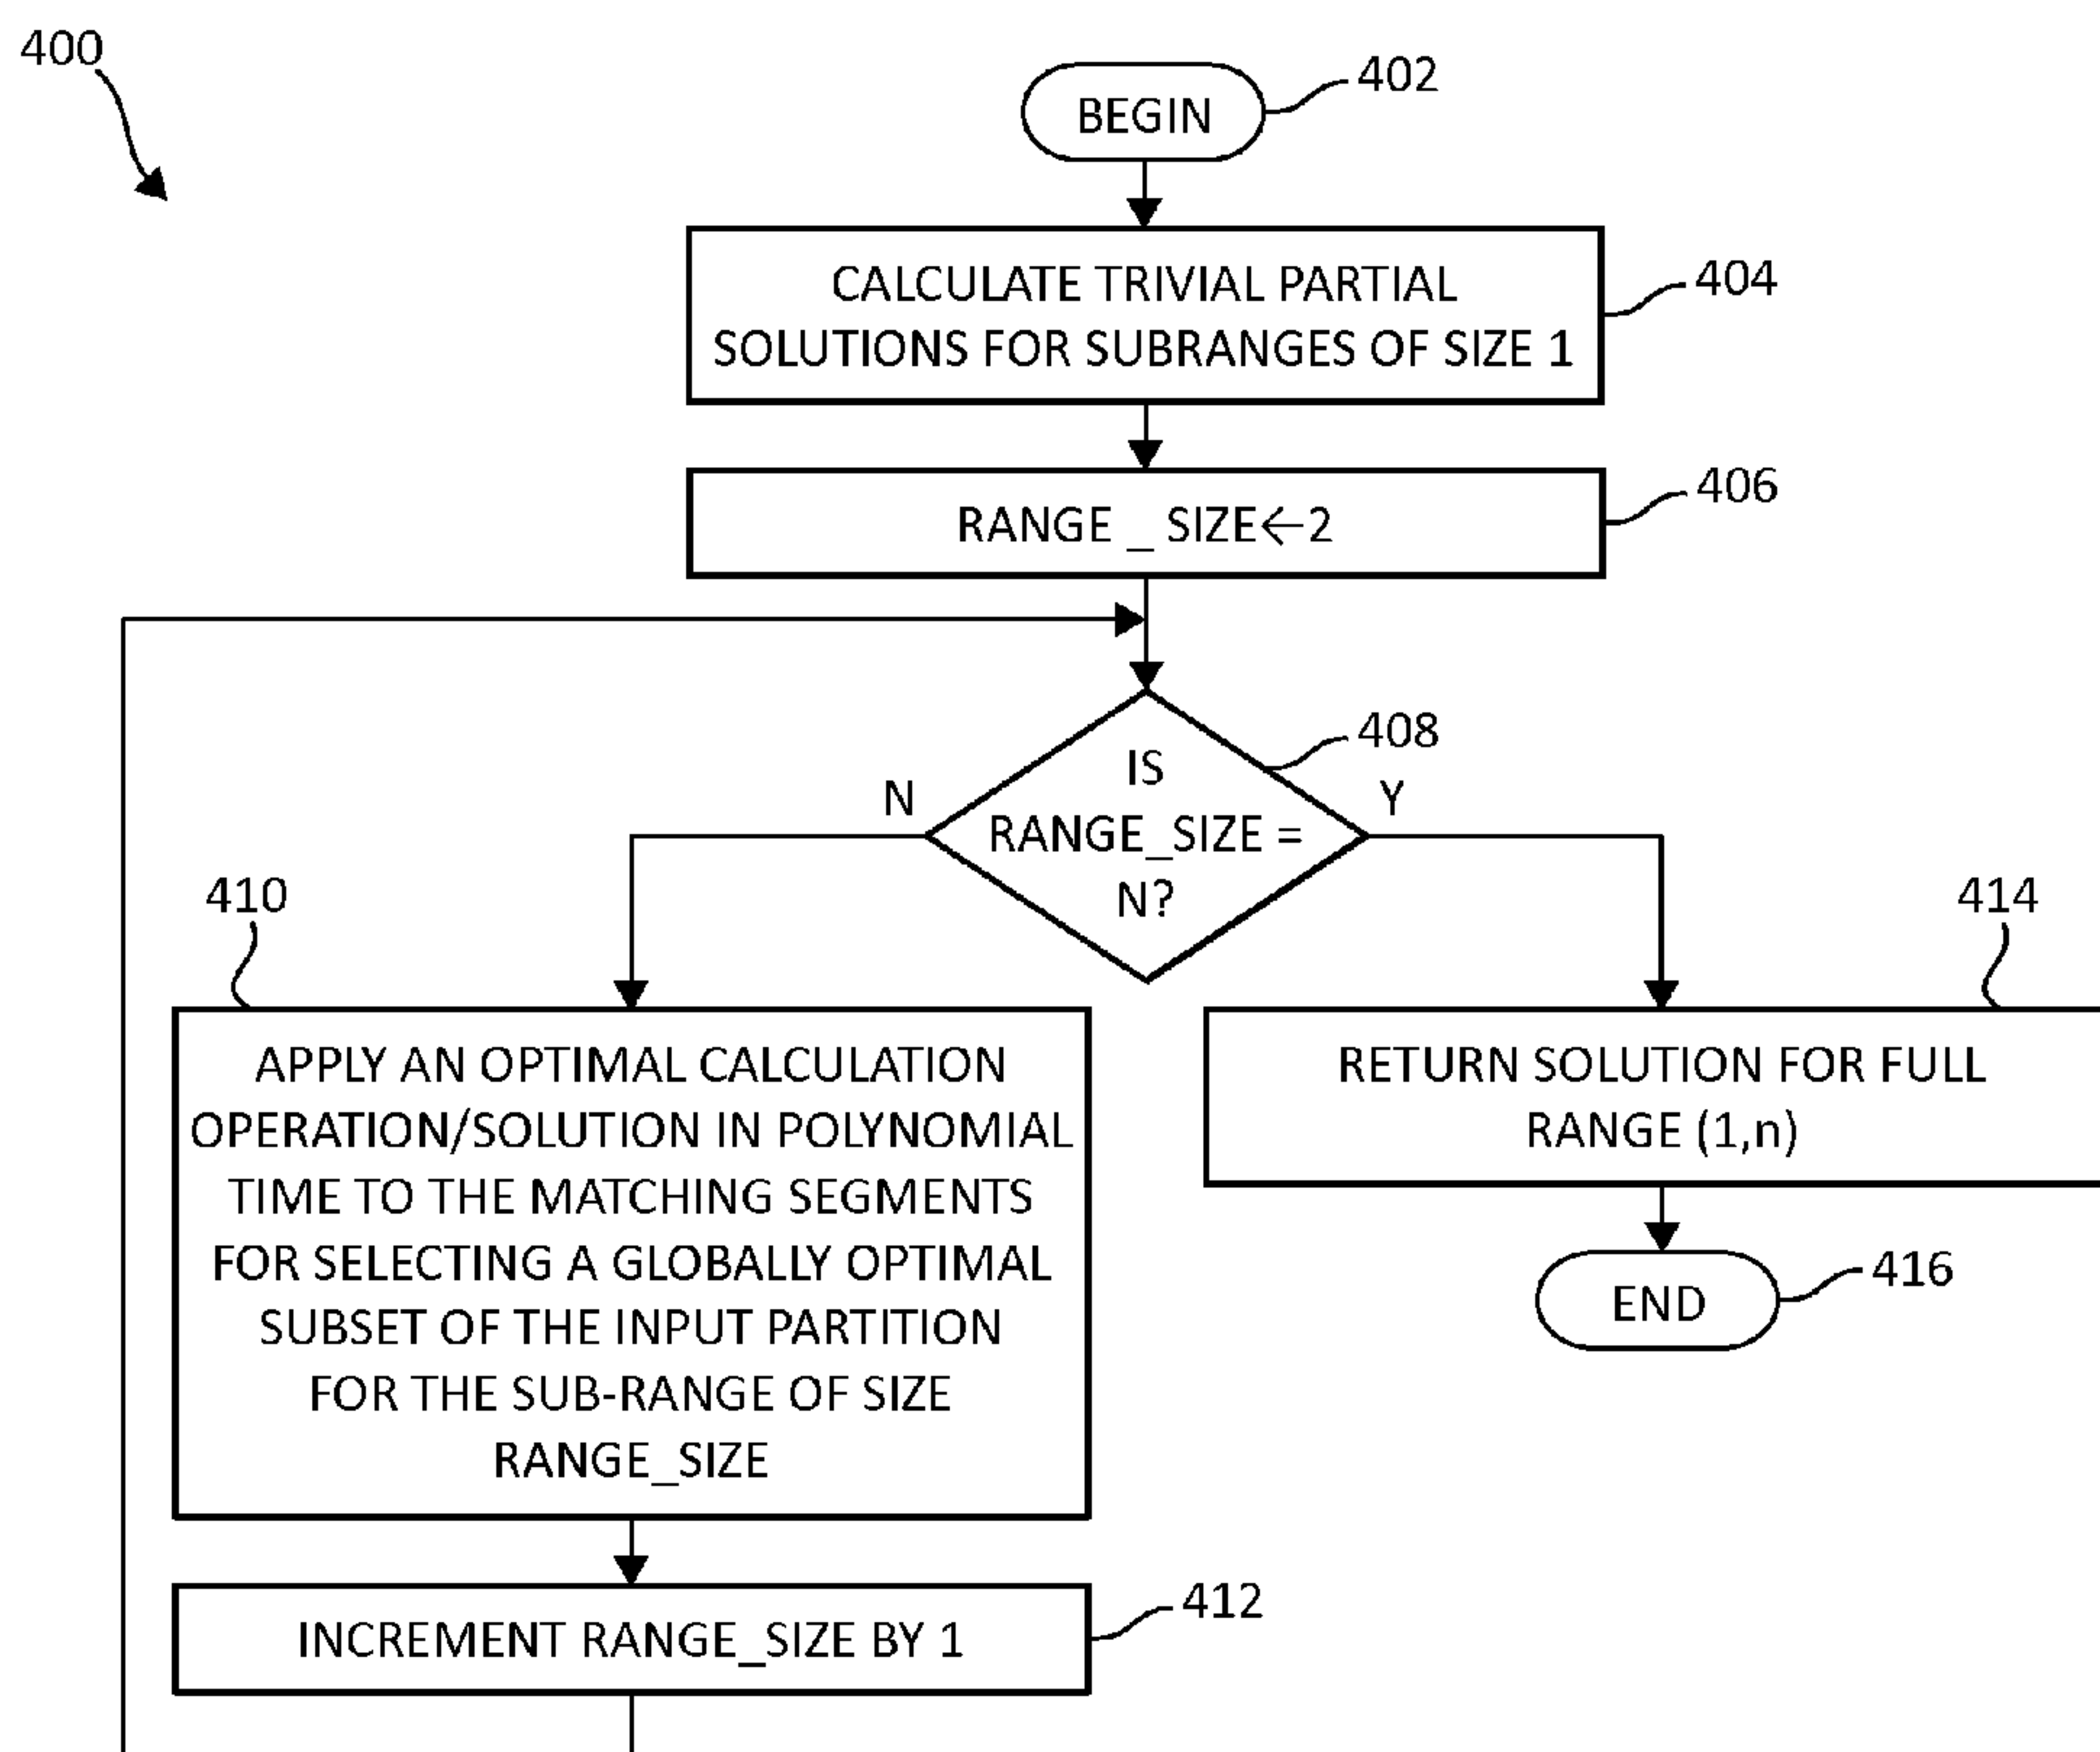 400
402
BEGIN
CALCULATE TRIVIAL PARTIAL
SOLUTIONS FOR SUBRANGES OF SIZE 1
404
RANGE _ SIZE←2
406
408
IS
RANGE_SIZE =
N?
N
Y
410
APPLY AN OPTIMAL CALCULATION
OPERATION/SOLUTION IN POLYNOMIAL
TIME TO THE MATCHING SEGMENTS
FOR SELECTING A GLOBALLY OPTIMAL
SUBSET OF THE INPUT PARTITION
FOR THE SUB-RANGE OF SIZE
RANGE_SIZE
414
RETURN SOLUTION FOR FULL
RANGE (1,n)
END
416
INCREMENT RANGE_SIZE BY 1
412